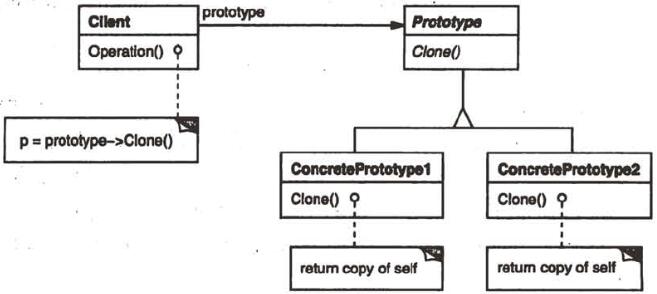 Client
prototype
Prototype
Operation()
Clone()
p = prototype->Clone()
ConcretePrototype1
ConcretePrototype2
Clone()
Clone()
return copy of self
return copy of self